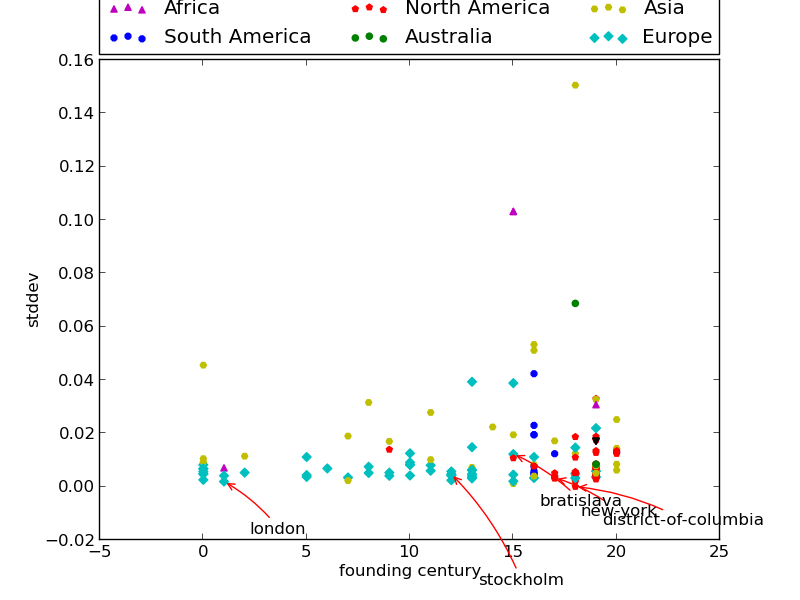 Africa North America Asia
South America Australia Europe
0.16
0.14
0.12
0.10
0.08
0.06
0.04
0.02
0.00
−0.02
stddev
−5 0 5 10 15 20 25
founding century
london
stockholm
bratislava
new-york
district-of-columbia